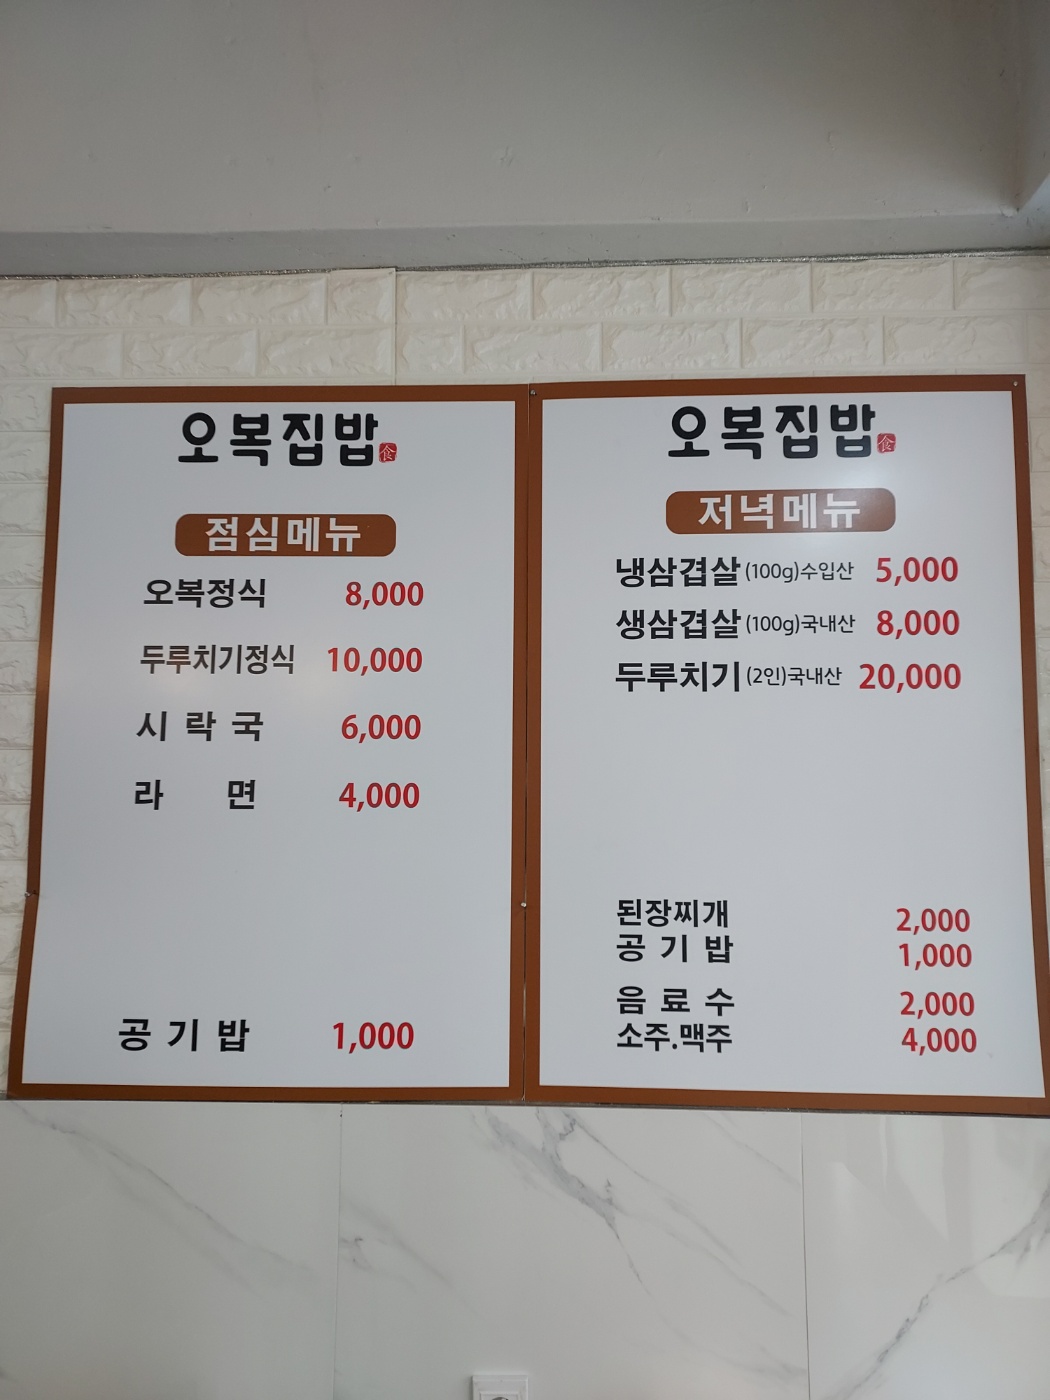 오복집밥 食
점심메뉴
오복정식 8,000
두루치기정식 10,000
시 락 국 6,000
라 면 4,000
공 기 밥 1,000
오복집밥 食
저녁메뉴
냉삼겹살 (100g)수입산 5,000
생삼겹살 (100g)국내산 8,000
두루치기 (2인)국내산 20,000
된장찌개 2,000
공 기 밥 1,000
음 료 수 2,000
소주.맥주 4,000